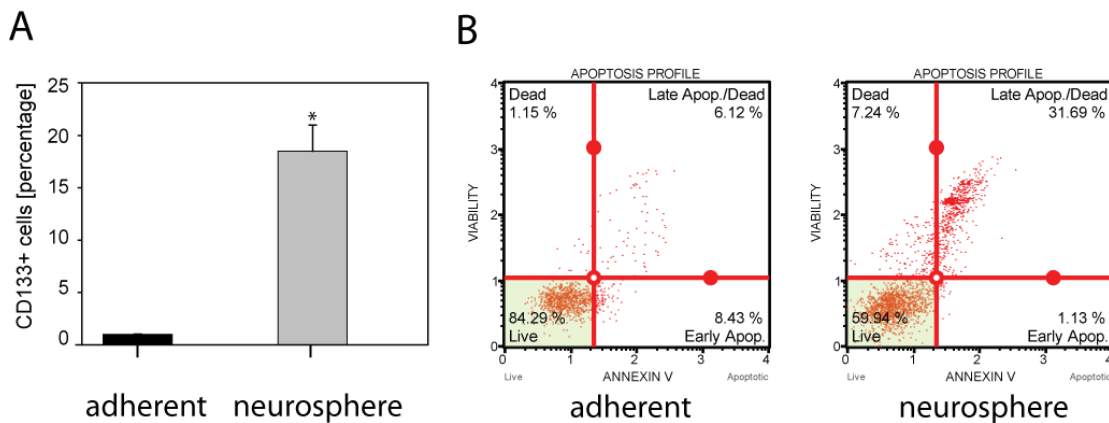 A
CD133+ cells [percentage]
25
20
15
10
5
0
*
adherent neurosphere
B
APOPTOSIS PROFILE
Dead Late Apop./Dead
1.15 % 6.12 %
VIABILITY
4
3
2
1
0
84.29 % 8.43 %
Live Early Apop.
0 1 2 3 4
Live ANNEXIN V Apoptotic
adherent
APOPTOSIS PROFILE
Dead Late Apop./Dead
7.24 % 31.69 %
VIABILITY
4
3
2
1
0
59.94 % 1.13 %
Live Early Apop.
0 1 2 3 4
Live ANNEXIN V Apoptotic
neurosphere